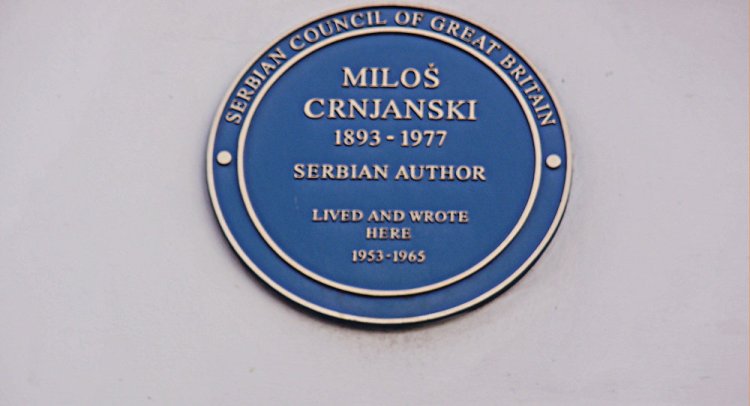 SERBIAN COUNCIL OF GREAT BRITAIN
MILOŠ
CRNJANSKI
1893 - 1977
SERBIAN AUTHOR
LIVED AND WROTE
HERE
1953-1965